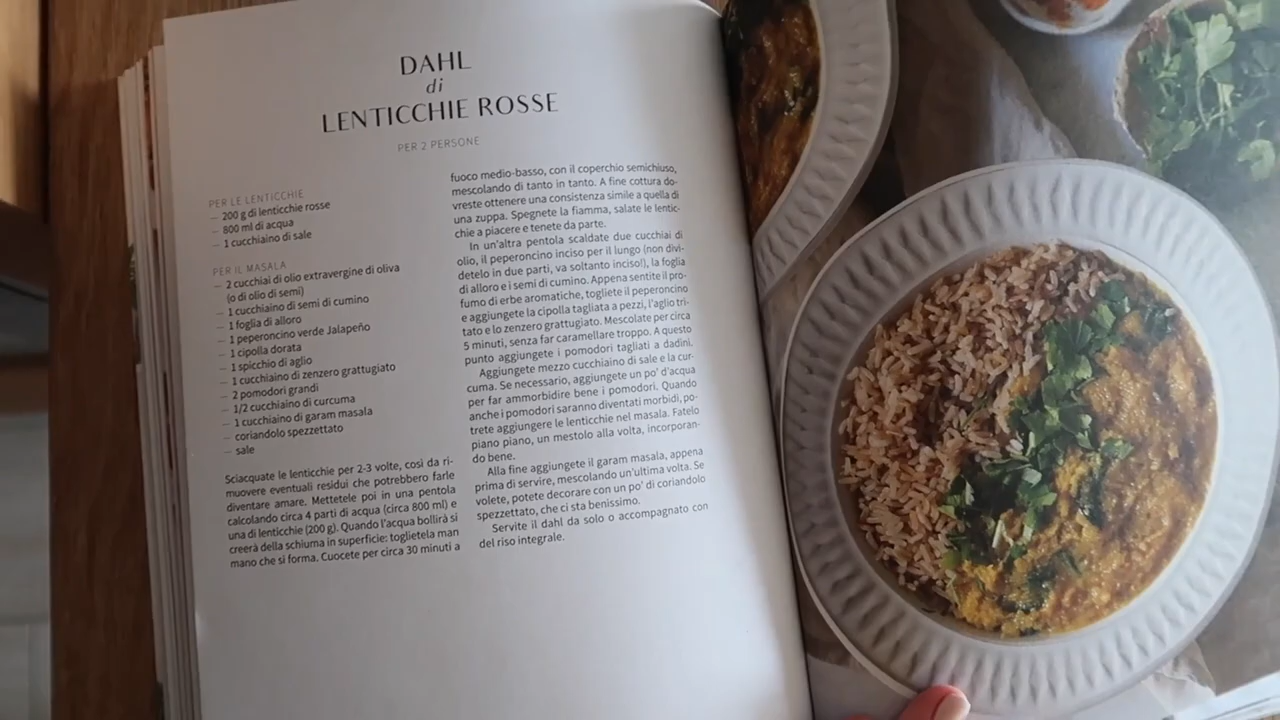 DAHL
di
LENTICCHIE ROSSE
PER 2 PERSONE
PER LE LENTICCHIE
– 200 g di lenticchie rosse
– 800 ml di acqua
– 1 cucchiaino di sale
PER IL MASALA
– 2 cucchiai di olio extravergine di oliva
(o di olio di semi)
– 1 cucchiaino di semi di cumino
– 1 foglia di alloro
– 1 peperoncino verde Jalapeño
– 1 cipolla dorata
– 1 spicchio di aglio
– 1 cucchiaino di zenzero grattugiato
– 2 pomodori grandi
– 1/2 cucchiaino di curcuma
– 1 cucchiaino di garam masala
– coriandolo spezzettato
– sale
Sciacquate le lenticchie per 2-3 volte, così da ri-
muovere eventuali residui che potrebbero farle
diventare amare. Mettetele poi in una pentola
calcolando circa 4 parti di acqua (circa 800 ml) e
una di lenticchie (200 g). Quando l'acqua bollirà si
creerà della schiuma in superficie: toglietela man
mano che si forma. Cuocete per circa 30 minuti a
fuoco medio-basso, con il coperchio semichiuso,
mescolando di tanto in tanto. A fine cottura do-
vreste ottenere una consistenza simile a quella di
una zuppa. Spegnete la fiamma, salate le lentic-
chie a piacere e tenete da parte.
In un'altra pentola scaldate due cucchiai di
olio, il peperoncino inciso per il lungo (non divi-
detelo in due parti, va soltanto inciso!), la foglia
di alloro e i semi di cumino. Appena sentite il pro-
fumo di erbe aromatiche, togliete il peperoncino
e aggiungete la cipolla tagliata a pezzi, l'aglio tri-
tato e lo zenzero grattugiato. Mescolate per circa
5 minuti, senza far caramellare troppo. A questo
punto aggiungete i pomodori tagliati a dadini.
Aggiungete mezzo cucchiaino di sale e la cur-
cuma. Se necessario, aggiungete un po' d'acqua
per far ammorbidire bene i pomodori. Quando
anche i pomodori saranno diventati morbidi, po-
trete aggiungere le lenticchie nel masala. Fatelo
piano piano, un mestolo alla volta, incorporan-
do bene.
Alla fine aggiungete il garam masala, appena
prima di servire, mescolando un'ultima volta. Se
volete, potete decorare con un po' di coriandolo
spezzettato, che ci sta benissimo.
Servite il dahl da solo o accompagnato con
del riso integrale.